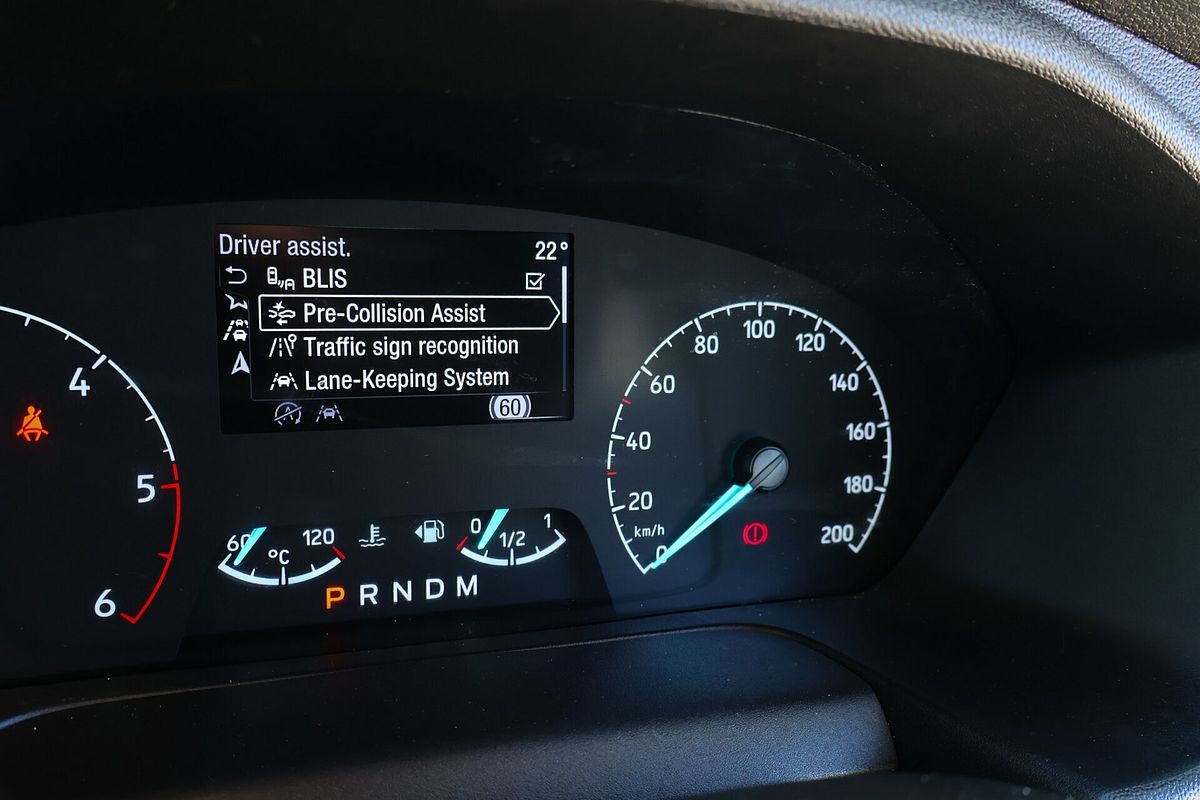 Driver assist. 22°
BLIS
Pre-Collision Assist
Traffic sign recognition
Lane-Keeping System
60
4
5
6
60 120
°C
0 1/2 1
P R N D M
0 20 40 60 80 100 120 140 160 180 200
km/h